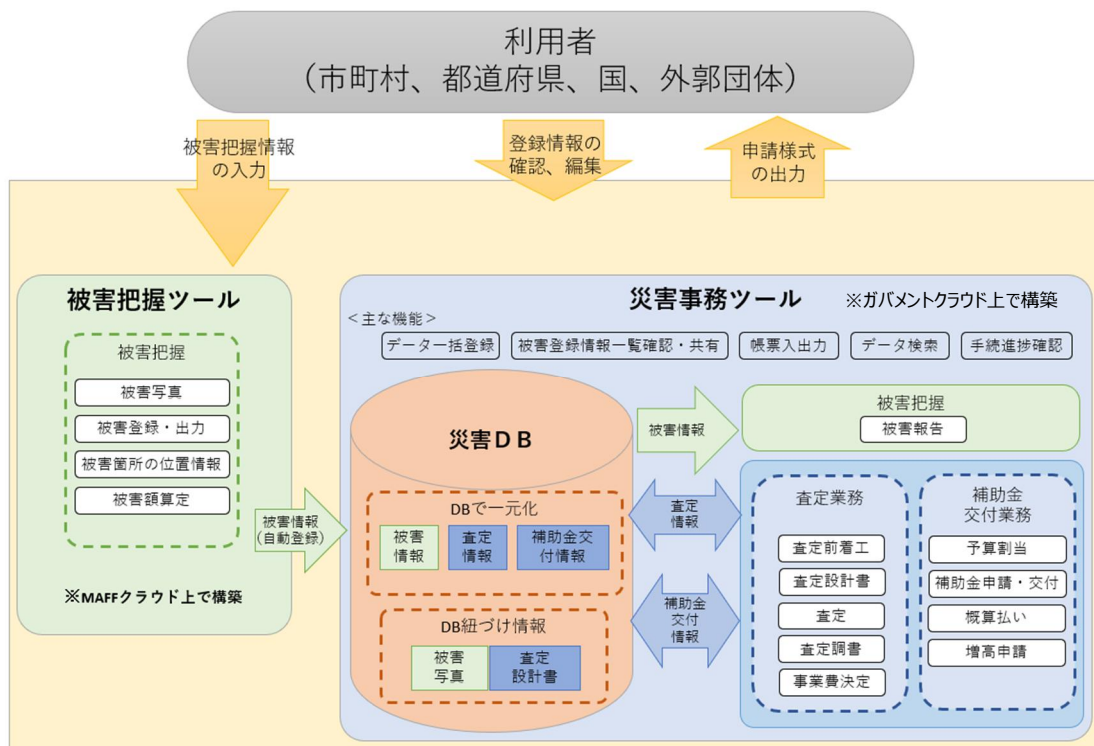 利用者
（市町村、都道府県、国、外郭団体）
被害把握情報
の入力
登録情報の
確認、編集
申請様式
の出力
被害把握ツール
被害把握
被害写真
被害登録・出力
被害箇所の位置情報
被害額算定
※MAFFクラウド上で構築
被害情報
(自動登録)
災害事務ツール
※ガバメントクラウド上で構築
＜主な機能＞
データ一括登録
被害登録情報一覧確認・共有
帳票入出力
データ検索
手続進捗確認
災害ＤＢ
DBで一元化
被害
情報
査定
情報
補助金交
付情報
DB紐づけ情報
被害
写真
査定
設計書
被害情報
査定
情報
補助金
交付
情報
被害把握
被害報告
査定業務
査定前着工
査定設計書
査定
査定調書
事業費決定
補助金
交付業務
予算割当
補助金申請・交付
概算払い
増高申請